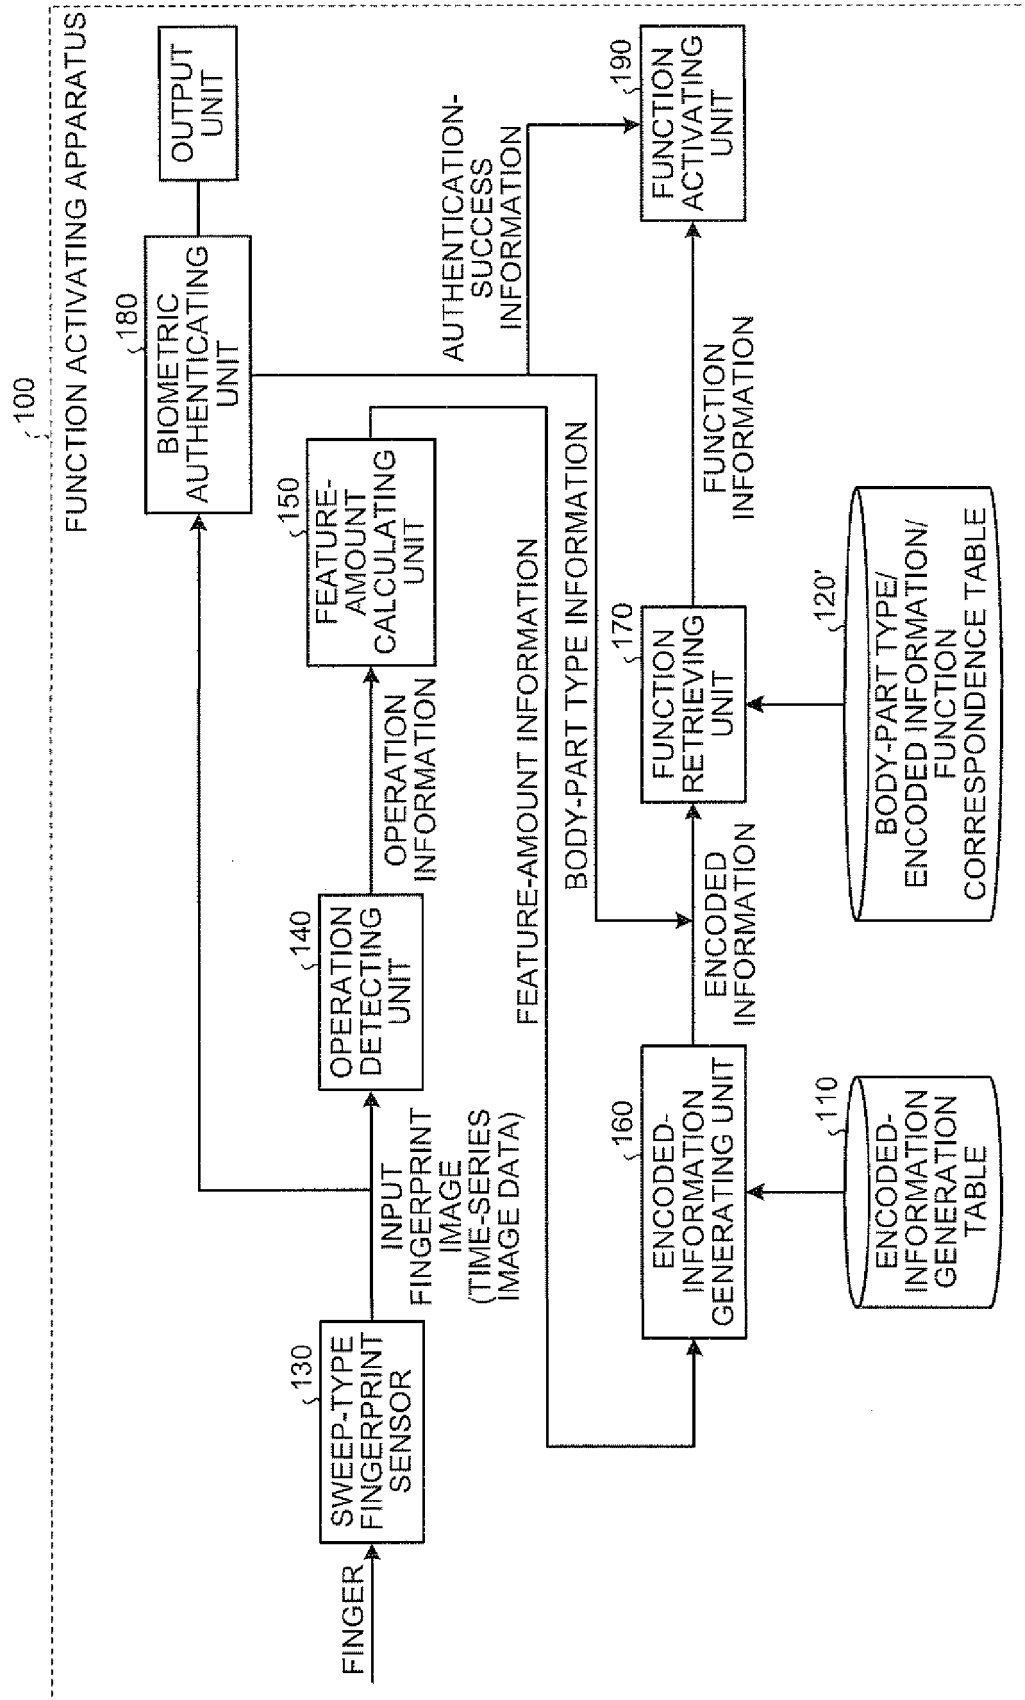 100
FUNCTION ACTIVATING APPARATUS
FINGER
130
SWEEP-TYPE
FINGERPRINT
SENSOR
INPUT
FINGERPRINT
IMAGE
(TIME-SERIES
IMAGE DATA)
140
OPERATION
DETECTING
UNIT
OPERATION
INFORMATION
150
FEATURE-
AMOUNT
CALCULATING
UNIT
180
BIOMETRIC
AUTHENTICATING
UNIT
OUTPUT
UNIT
FEATURE-AMOUNT INFORMATION
BODY-PART TYPE INFORMATION
AUTHENTICATION-
SUCCESS
INFORMATION
160
ENCODED-
INFORMATION
GENERATING UNIT
ENCODED
INFORMATION
170
FUNCTION
RETRIEVING
UNIT
FUNCTION
INFORMATION
190
FUNCTION
ACTIVATING
UNIT
110
ENCODED-
INFORMATION
GENERATION
TABLE
120'
BODY-PART TYPE/
ENCODED INFORMATION/
FUNCTION
CORRESPONDENCE TABLE